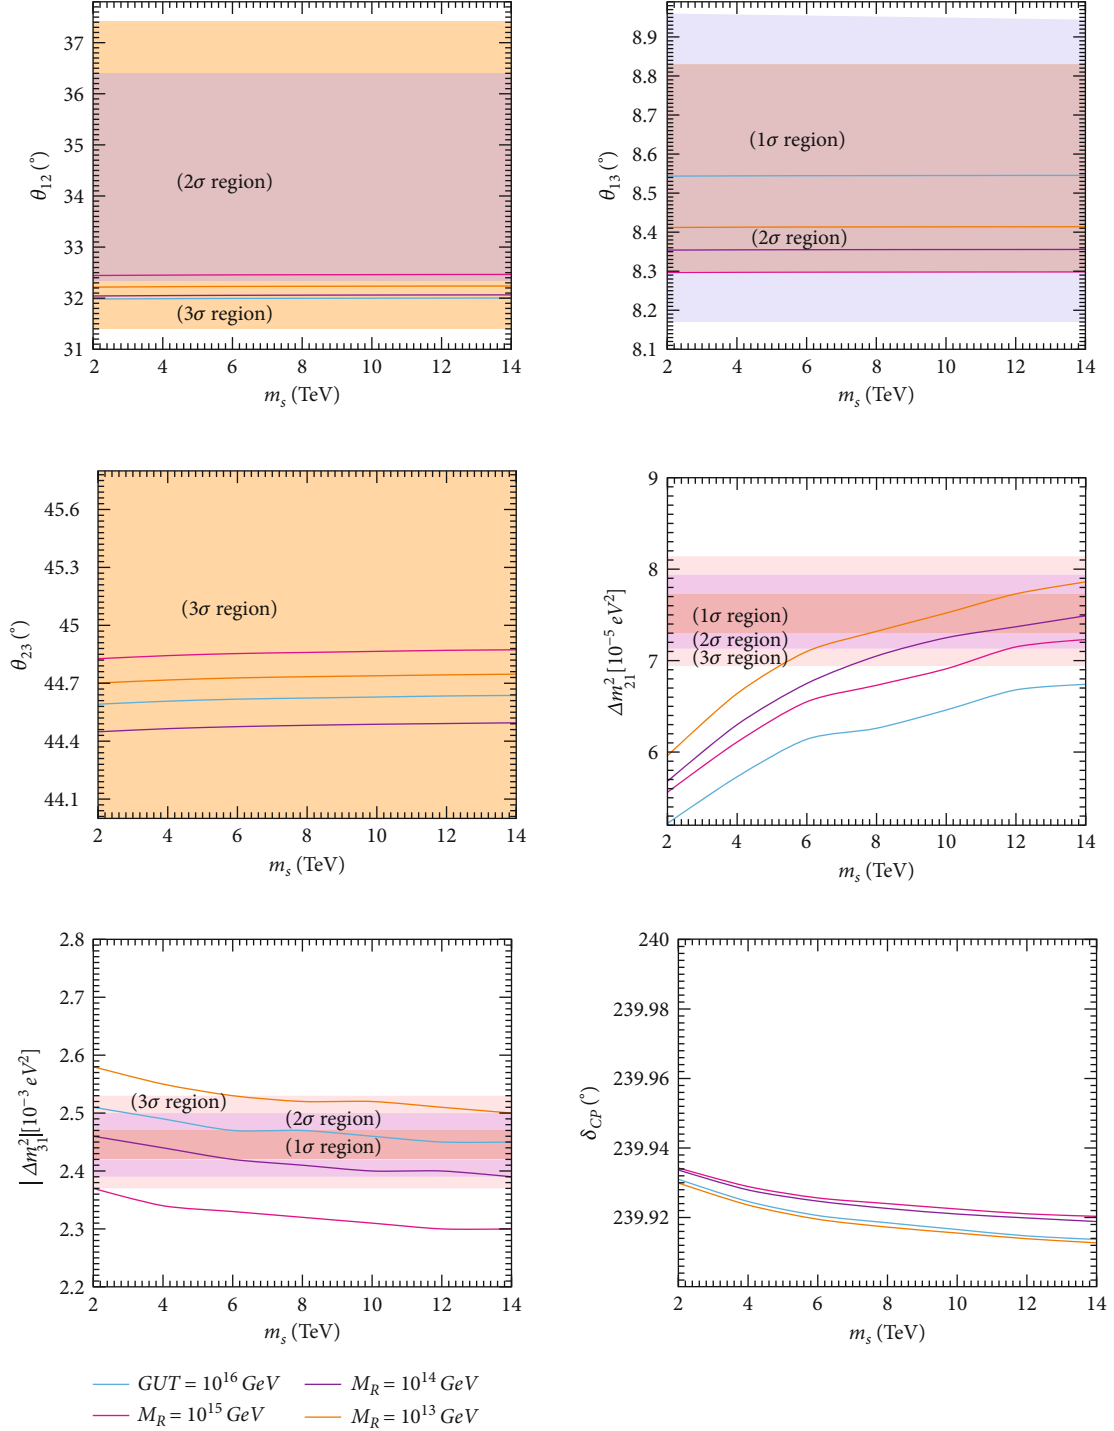 37
36
35
34
33
32
31
θ12 (°)
(2σ region)
(3σ region)
2 4 6 8 10 12 14
ms (TeV)
8.9
8.8
8.7
8.6
8.5
8.4
8.3
8.2
8.1
θ13 (°)
(1σ region)
(2σ region)
2 4 6 8 10 12 14
ms (TeV)
45.6
45.3
45
44.7
44.4
44.1
θ23 (°)
(3σ region)
2 4 6 8 10 12 14
ms (TeV)
9
8
7
6
Δm²21 [10⁻⁵ eV²]
(1σ region)
(2σ region)
(3σ region)
2 4 6 8 10 12 14
ms (TeV)
2.8
2.7
2.6
2.5
2.4
2.3
2.2
|Δm²31| [10⁻³ eV²]
(3σ region)
(2σ region)
(1σ region)
2 4 6 8 10 12 14
ms (TeV)
240
239.98
239.96
239.94
239.92
δCP (°)
2 4 6 8 10 12 14
ms (TeV)
GUT = 10¹⁶ GeV
MR = 10¹⁵ GeV
MR = 10¹⁴ GeV
MR = 10¹³ GeV